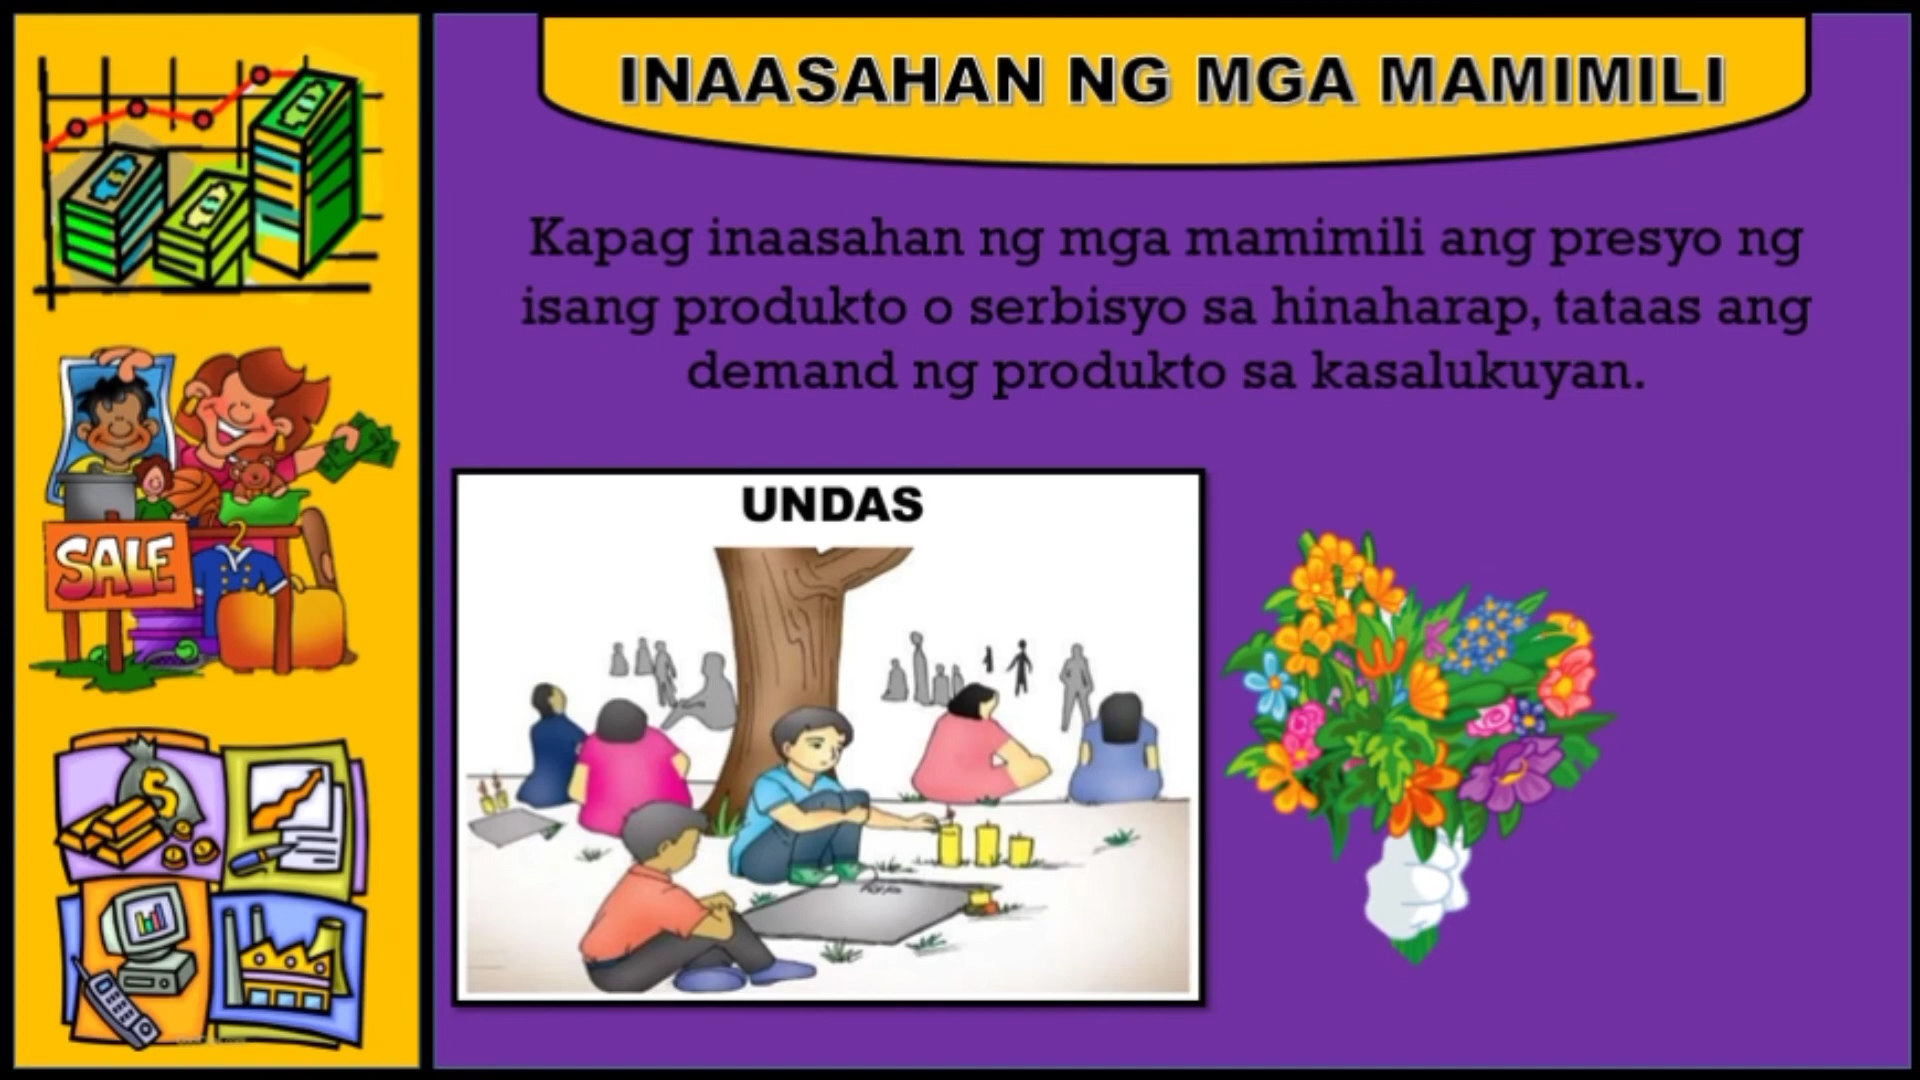 INAASAHAN NG MGA MAMIMILI
Kapag inaasahan ng mga mamimili ang presyo ng
isang produkto o serbisyo sa hinaharap, tataas ang
demand ng produkto sa kasalukuyan.
UNDAS
SALE
$